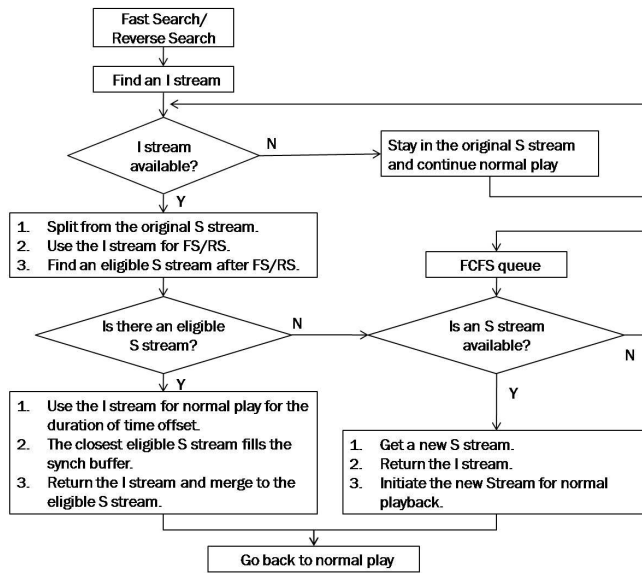 Fast Search/
Reverse Search
Find an I stream
I stream
available?
N
Stay in the original S stream
and continue normal play
Y
1. Split from the original S stream.
2. Use the I stream for FS/RS.
3. Find an eligible S stream after FS/RS.
FCFS queue
Is there an eligible
S stream?
N
Is an S stream
available?
N
Y
Y
1. Use the I stream for normal play for the
duration of time offset.
2. The closest eligible S stream fills the
synch buffer.
3. Return the I stream and merge to the
eligible S stream.
1. Get a new S stream.
2. Return the I stream.
3. Initiate the new Stream for normal
playback.
Go back to normal play